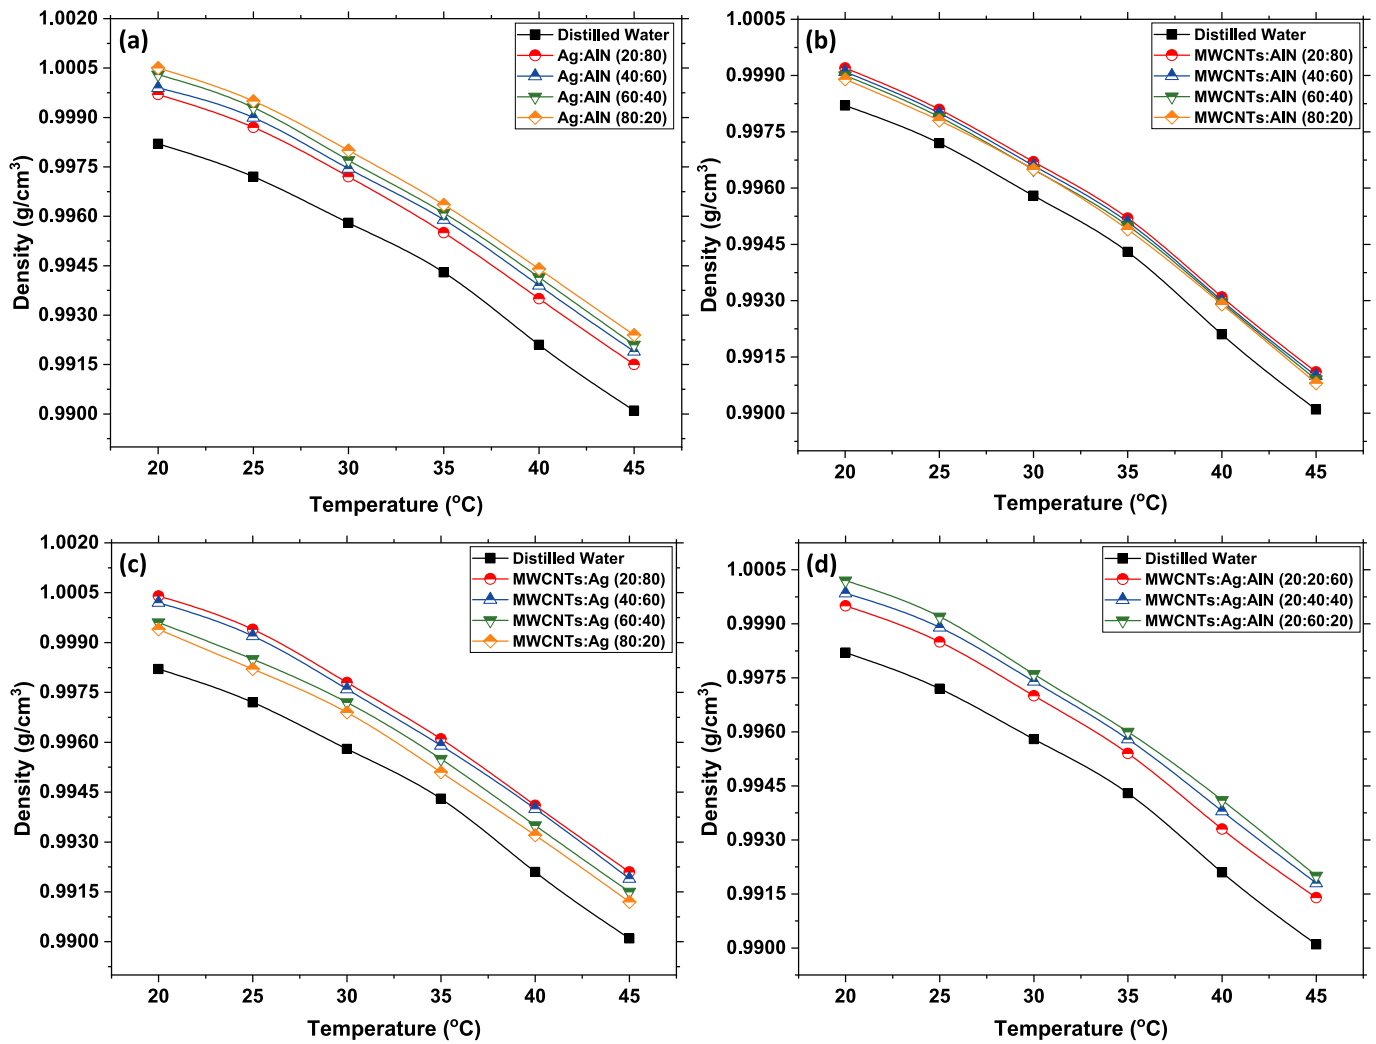 (a)
Distilled Water
Ag:AlN (20:80)
Ag:AlN (40:60)
Ag:AlN (60:40)
Ag:AlN (80:20)
1.0020
1.0005
0.9990
0.9975
0.9960
0.9945
0.9930
0.9915
0.9900
Density (g/cm³)
20 25 30 35 40 45
Temperature (°C)
(b)
Distilled Water
MWCNTs:AlN (20:80)
MWCNTs:AlN (40:60)
MWCNTs:AlN (60:40)
MWCNTs:AlN (80:20)
1.0005
0.9990
0.9975
0.9960
0.9945
0.9930
0.9915
0.9900
Density (g/cm³)
20 25 30 35 40 45
Temperature (°C)
(c)
Distilled Water
MWCNTs:Ag (20:80)
MWCNTs:Ag (40:60)
MWCNTs:Ag (60:40)
MWCNTs:Ag (80:20)
1.0020
1.0005
0.9990
0.9975
0.9960
0.9945
0.9930
0.9915
0.9900
Density (g/cm³)
20 25 30 35 40 45
Temperature (°C)
(d)
Distilled Water
MWCNTs:Ag:AlN (20:20:60)
MWCNTs:Ag:AlN (20:40:40)
MWCNTs:Ag:AlN (20:60:20)
1.0005
0.9990
0.9975
0.9960
0.9945
0.9930
0.9915
0.9900
Density (g/cm³)
20 25 30 35 40 45
Temperature (°C)